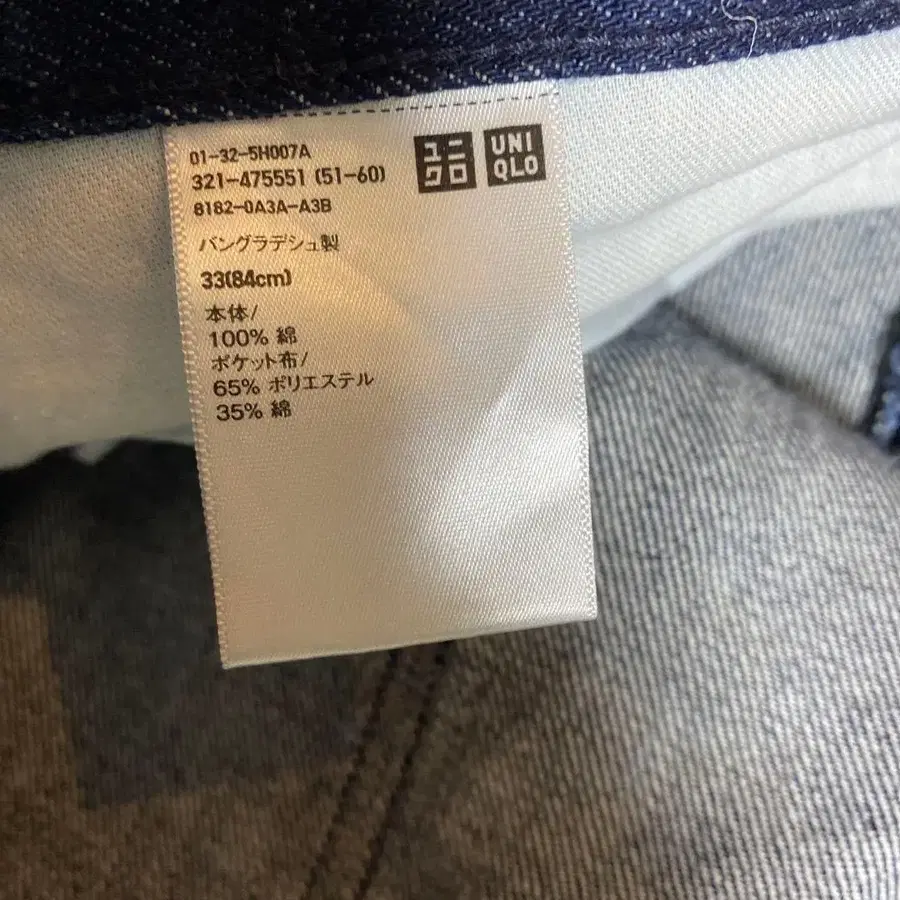 01-32-5H007A
321-475551 (51-60)
8182-0A3A-A3B
ユニ
クロ
UNI
QLO
バングラデシュ製
33(84cm)
本体/
100% 綿
ポケット布/
65% ポリエステル
35% 綿